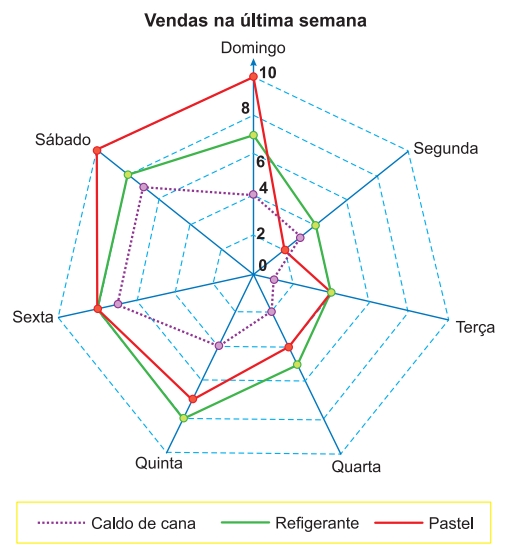 Vendas na última semana
Domingo
10
8
Sábado
Segunda
6
4
2
0
Sexta
Terça
Quinta
Quarta
Caldo de cana
Refigerante
Pastel